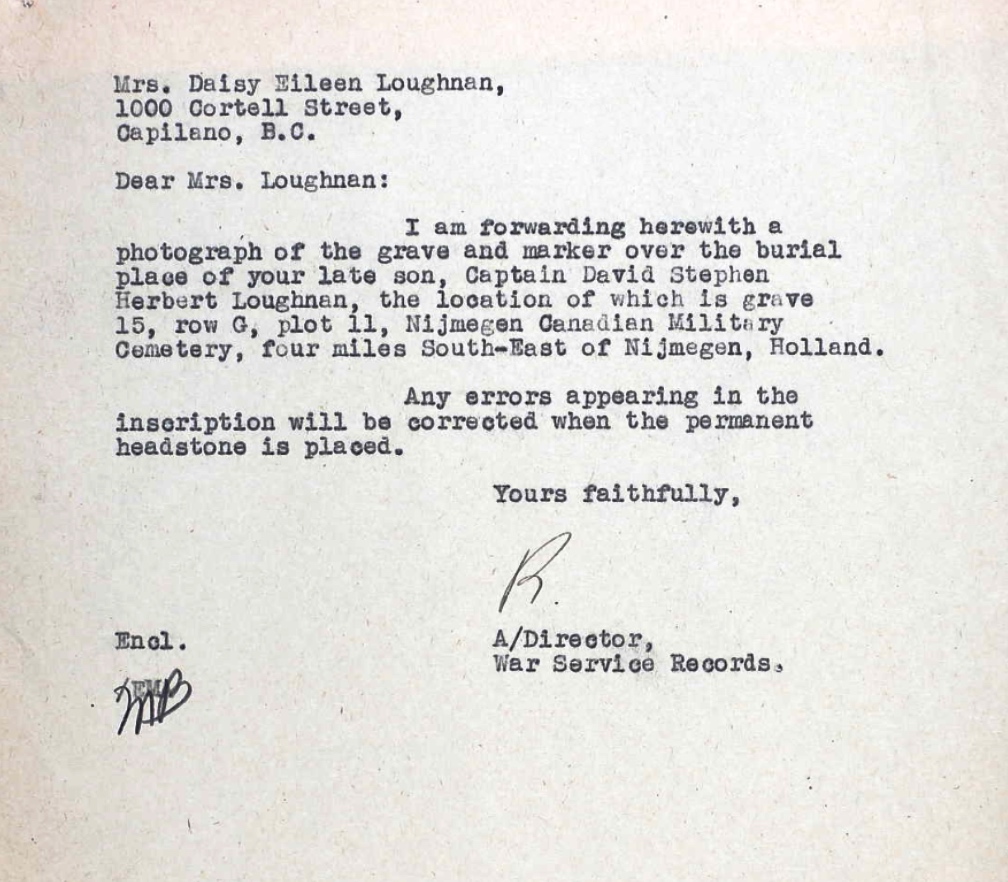 Mrs. Daisy Eileen Loughnan,
1000 Cortell Street,
Capilano, B.C.
Dear Mrs. Loughnan:
I am forwarding herewith a
photograph of the grave and marker over the burial
place of your late son, Captain David Stephen
Herbert Loughnan, the location of which is grave
15, row G, plot 11, Nijmegen Canadian Military
Cemetery, four miles South-East of Nijmegen, Holland.
Any errors appearing in the
inscription will be corrected when the permanent
headstone is placed.
Yours faithfully,
R.
A/Director,
War Service Records.
Encl.